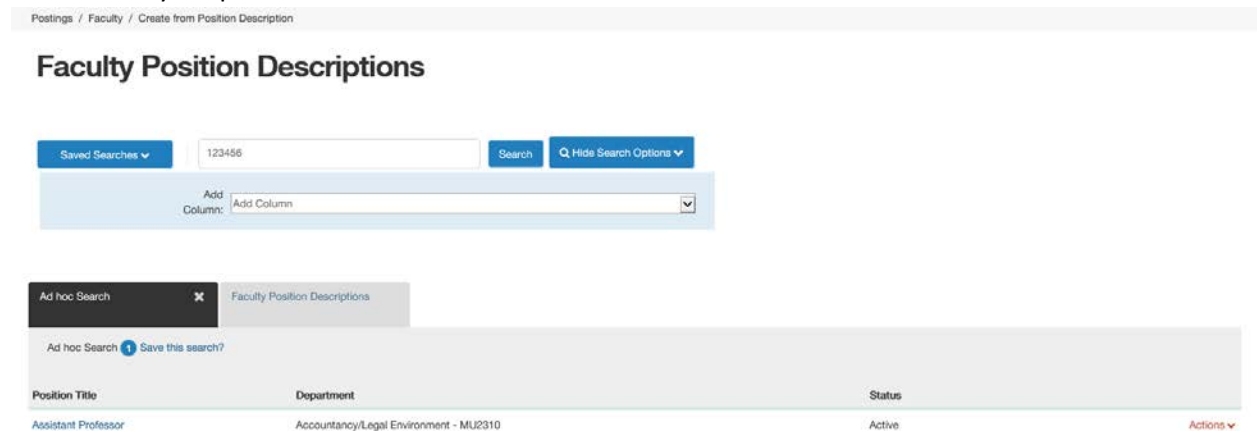 Postings / Faculty / Create from Position Description
Faculty Position Descriptions
Saved Searches
123456
Search
Hide Search Options
Add
Column:
Add Column
Ad hoc Search
Faculty Position Descriptions
Ad hoc Search 1 Save this search?
Position Title Department Status
Assistant Professor Accountancy/Legal Environment - MU2310 Active Actions